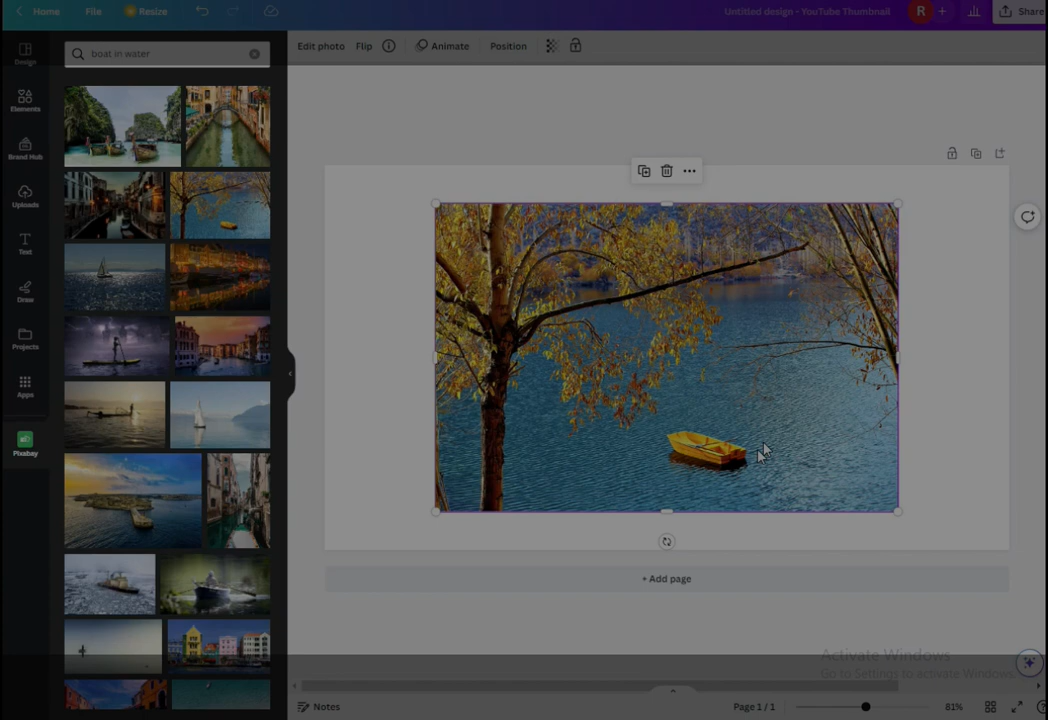 Home
File
Resize
Untitled design - YouTube Thumbnail
R
Share
Design
boat in water
Edit photo
Flip
Animate
Position
Elements
Brand Hub
Uploads
Text
Draw
Projects
Apps
Pixabay
+ Add page
Activate Windows
Go to Settings to activate Windows.
Notes
Page 1 / 1
81%